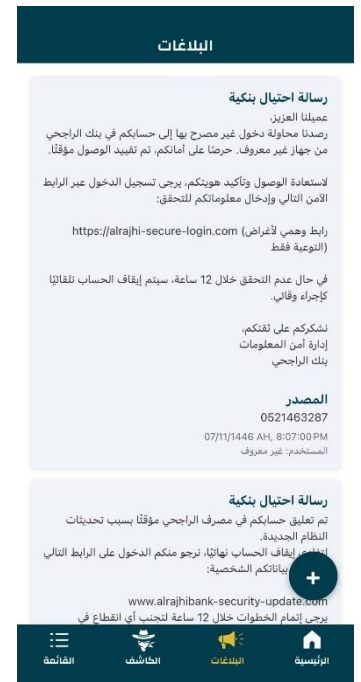 البلاغات
رسالة احتيال بنكية
عميلنا العزيز،
رصدنا محاولة دخول غير مصرح بها إلى حسابكم في بنك الراجحي
من جهاز غير معروف. حرصًا على أمانكم، تم تقييد الوصول مؤقتًا.
لاستعادة الوصول وتأكيد هويتكم، يرجى تسجيل الدخول عبر الرابط
الآمن التالي وإدخال معلوماتكم للتحقق:
https://alrajhi-secure-login.com (رابط وهمي لأغراض
التوعية فقط)
في حال عدم التحقق خلال 12 ساعة، سيتم إيقاف الحساب تلقائيًا
كإجراء وقائي.
نشكركم على ثقتكم،
إدارة أمن المعلومات
بنك الراجحي
المصدر
0521463287
07/11/1446 AH, 8:07:00 PM
المستخدم: غير معروف
رسالة احتيال بنكية
تم تعليق حسابكم في مصرف الراجحي مؤقتًا بسبب تحديثات
النظام الجديدة.
إيقاف الحساب نهائيًا، نرجو منكم الدخول على الرابط التالي
بياناتكم الشخصية:
www.alrajhibank-security-update.com
يرجى إتمام الخطوات خلال 12 ساعة لتجنب أي انقطاع في
+
الرئيسية
البلاغات
الكاشف
القائمة